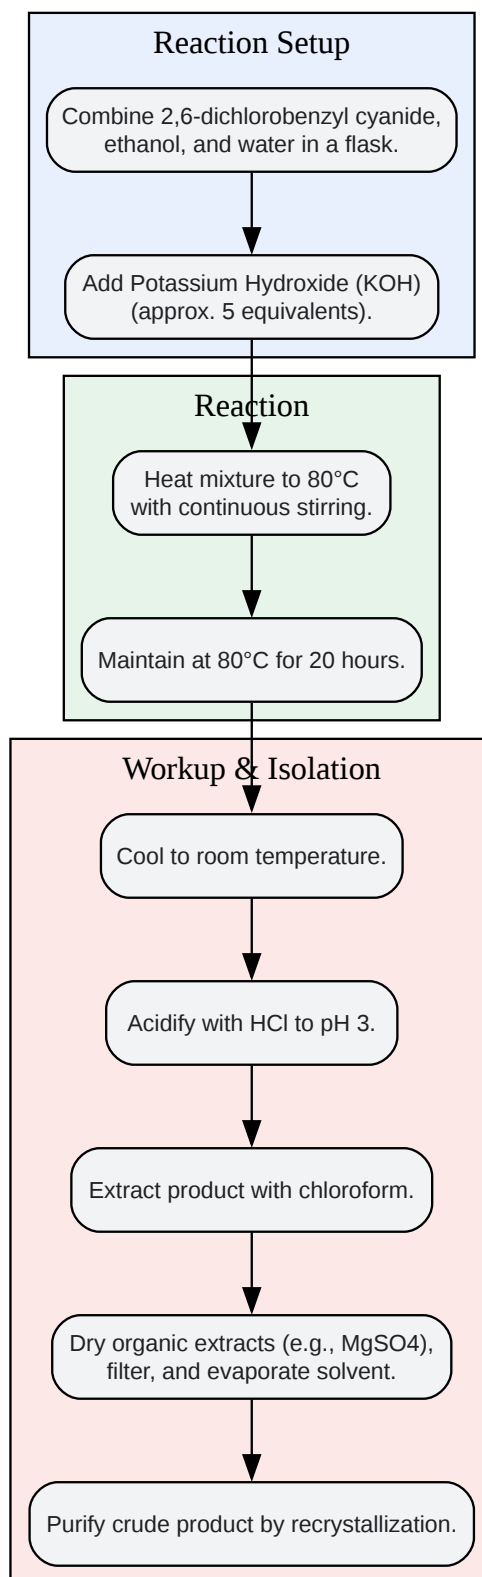 Reaction Setup
Combine 2,6-dichlorobenzyl cyanide,
ethanol, and water in a flask.
Add Potassium Hydroxide (KOH)
(approx. 5 equivalents).
Reaction
Heat mixture to 80°C
with continuous stirring.
Maintain at 80°C for 20 hours.
Workup & Isolation
Cool to room temperature.
Acidify with HCl to pH 3.
Extract product with chloroform.
Dry organic extracts (e.g., MgSO4),
filter, and evaporate solvent.
Purify crude product by recrystallization.